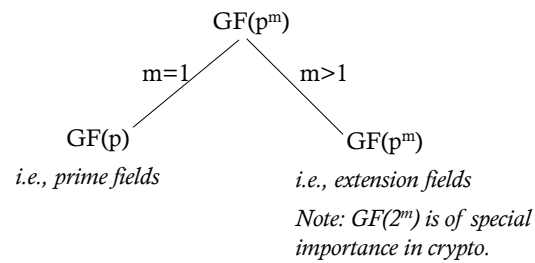 GF(pᵐ)
m=1
m>1
GF(p)
GF(pᵐ)
i.e., prime fields
i.e., extension fields
Note: GF(2ᵐ) is of special
importance in crypto.